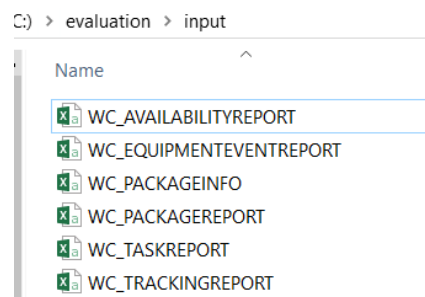 C:) > evaluation > input
Name
WC_AVAILABILITYREPORT
WC_EQUIPMENTEVENTREPORT
WC_PACKAGEINFO
WC_PACKAGEREPORT
WC_TASKREPORT
WC_TRACKINGREPORT